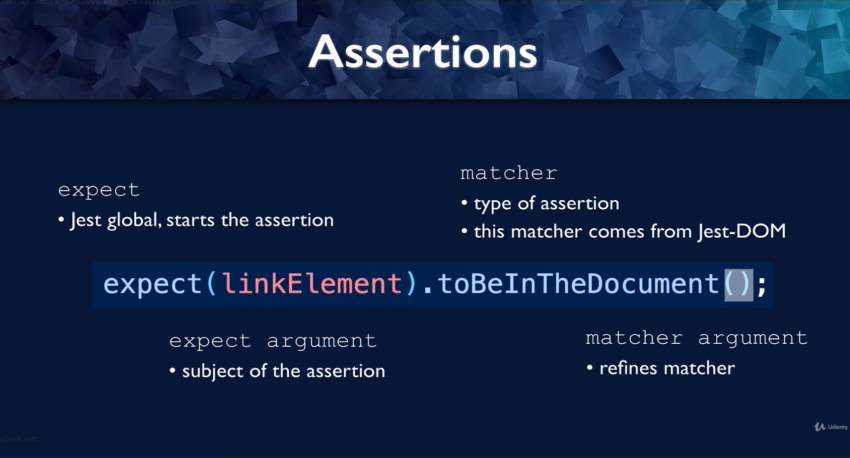 Assertions
expect
• Jest global, starts the assertion
matcher
• type of assertion
• this matcher comes from Jest-DOM
expect(linkElement).toBeInTheDocument();
expect argument
• subject of the assertion
matcher argument
• refines matcher
Udemy